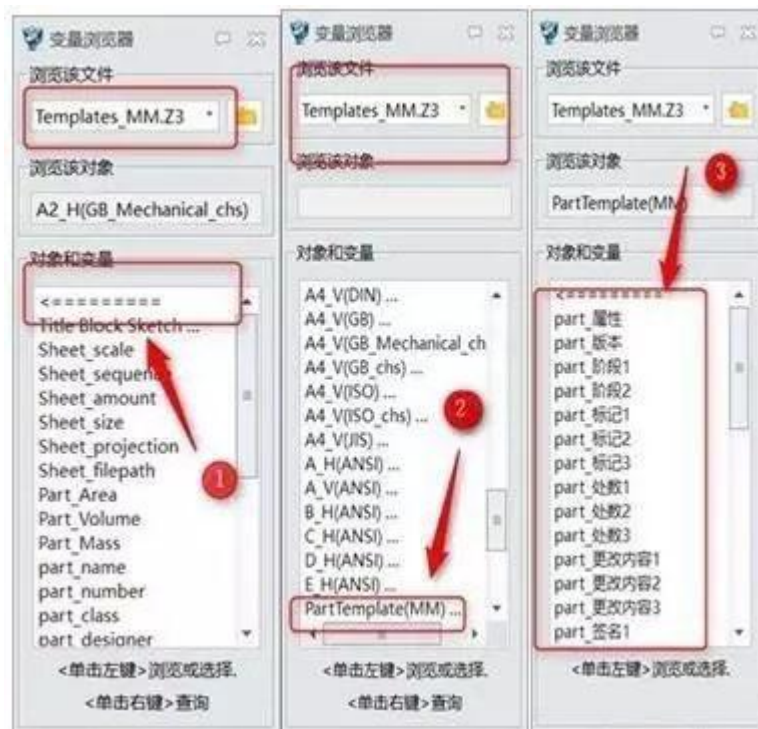 变量浏览器
浏览该文件
Templates_MM.Z3
浏览该对象
A2_H(GB_Mechanical_chs)
对象和变量
<=========
Title Block Sketch ...
Sheet_scale
Sheet_sequence
Sheet_amount
Sheet_size
Sheet_projection
Sheet_filepath
Part_Area
Part_Volume
Part_Mass
part_name
part_number
part_class
part_designer
<单击左键>浏览或选择.
<单击右键>查询
1
变量浏览器
浏览该文件
Templates_MM.Z3
浏览该对象
对象和变量
A4_V(DIN) ...
A4_V(GB) ...
A4_V(GB_Mechanical_ch
A4_V(GB_chs) ...
A4_V(ISO) ...
A4_V(ISO_chs) ...
A4_V(JIS) ...
A_H(ANSI) ...
A_V(ANSI) ...
B_H(ANSI) ...
C_H(ANSI) ...
D_H(ANSI) ...
E_H(ANSI) ...
PartTemplate(MM) ...
<单击左键>浏览或选择.
<单击右键>查询
2
变量浏览器
浏览该文件
Templates_MM.Z3
浏览该对象
PartTemplate(MM)
对象和变量
<=========
part_属性
part_版本
part_阶段1
part_阶段2
part_标记1
part_标记2
part_标记3
part_处数1
part_处数2
part_处数3
part_更改内容1
part_更改内容2
part_更改内容3
part_签名1
<单击左键>浏览或选择.
<单击右键>查询
3